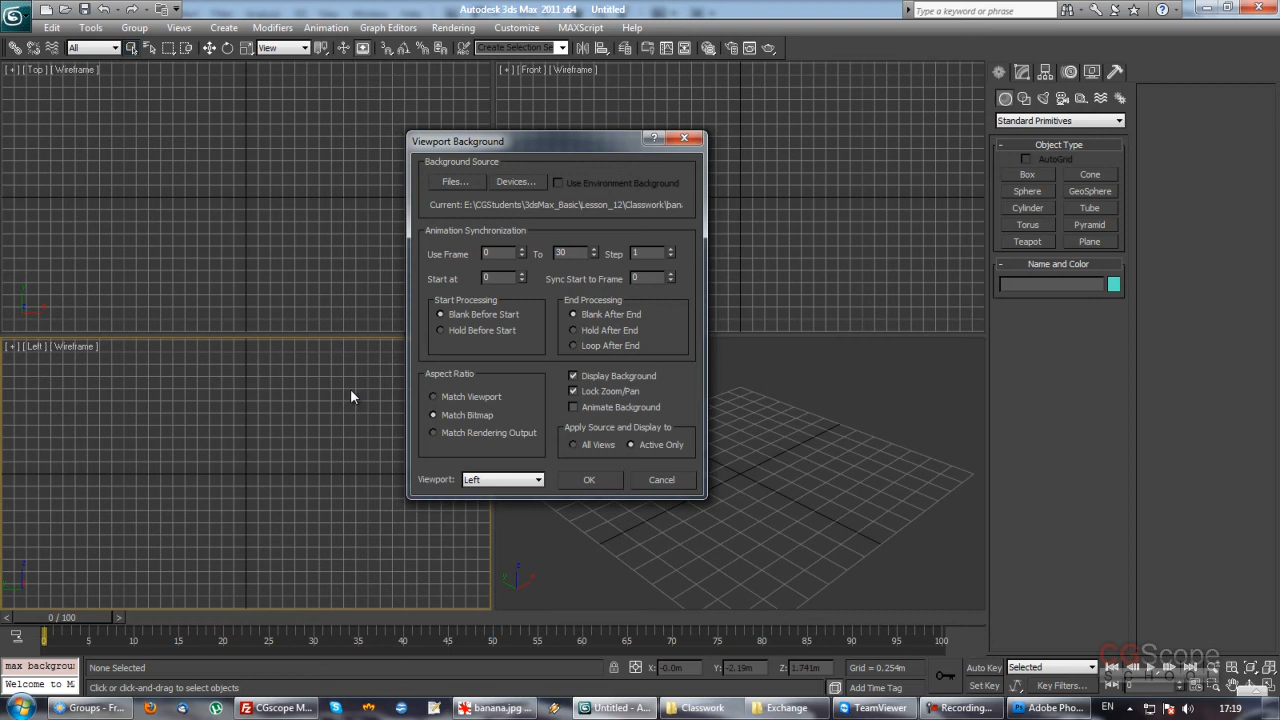 Autodesk 3ds Max 2011 x64 Untitled
Type a keyword or phrase
Edit Tools Group Views Create Modifiers Animation Graph Editors Rendering Customize MAXScript Help
All View Create Selection Se
[ + ] [ Top ] [ Wireframe ]
[ + ] [ Front ] [ Wireframe ]
Standard Primitives
Viewport Background
Background Source
Files... Devices... Use Environment Background
Current: E:\CGStudents\3dsMax_Basic\Lesson_12\Classwork\ban
Animation Synchronization
Use Frame 0 To 30 Step 1
Start at 0 Sync Start to Frame 0
Start Processing End Processing
Blank Before Start Blank After End
Hold Before Start Hold After End
Loop After End
Aspect Ratio
Match Viewport
Match Bitmap
Match Rendering Output
Display Background
Lock Zoom/Pan
Animate Background
Apply Source and Display to
All Views Active Only
Viewport: Left OK Cancel
- Object Type
AutoGrid
Box Cone
Sphere GeoSphere
Cylinder Tube
Torus Pyramid
Teapot Plane
- Name and Color
[ + ] [ Left ] [ Wireframe ]
< 0 / 100 >
0 5 10 15 20 25 30 35 40 45 50 55 60 65 70 75 80 85 90 95 100
CGScope
school
max backgrou None Selected X: -0.0m Y: -2.19m Z: 1.741m Grid = 0.254m Auto Key Selected
Welcome to M Click or click-and-drag to select objects Add Time Tag Set Key Key Filters... 0
Groups - Fr... CGscope M... banana.jpg ... Untitled - A... Classwork Exchange TeamViewer Recording... Adobe Phot... EN 17:19